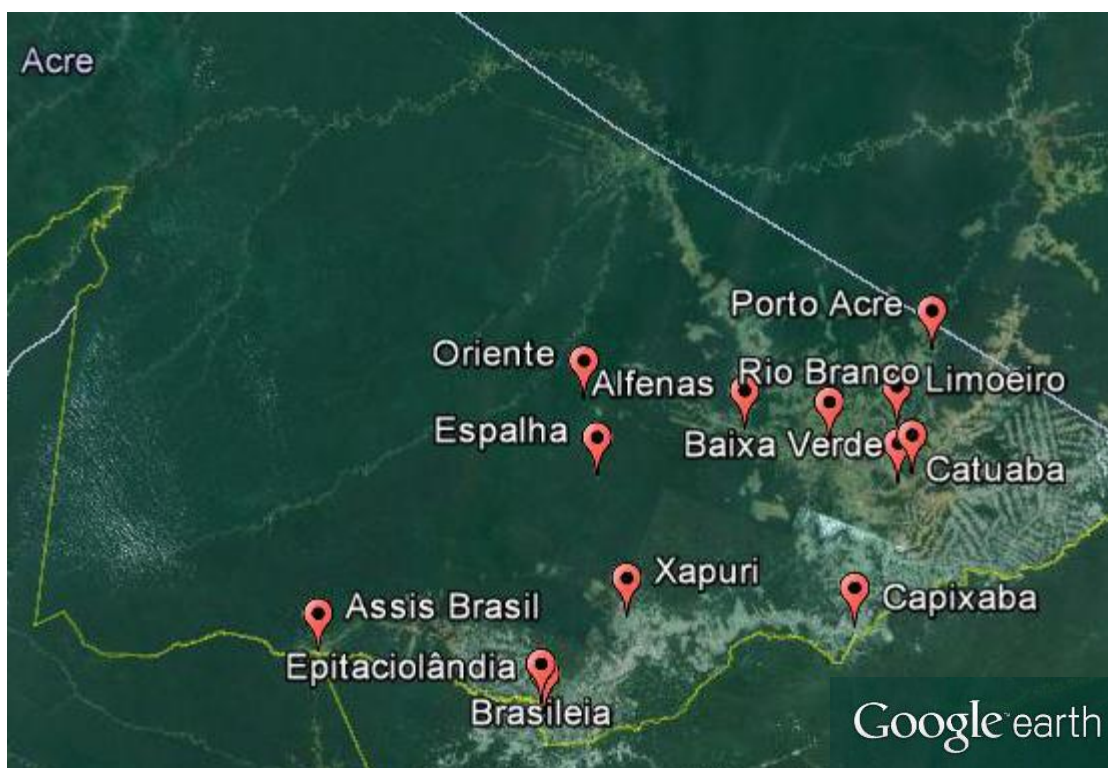 Acre
Porto Acre
Oriente
Alfenas
Rio Branco
Limoeiro
Espalha
Baixa Verde
Catuaba
Xapuri
Capixaba
Assis Brasil
Epitaciolândia
Brasileia
Google earth